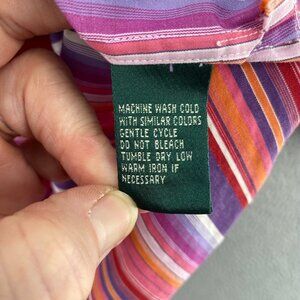 MACHINE WASH COLD
WITH SIMILAR COLORS
GENTLE CYCLE
DO NOT BLEACH
TUMBLE DRY LOW
WARM IRON IF
NECESSARY